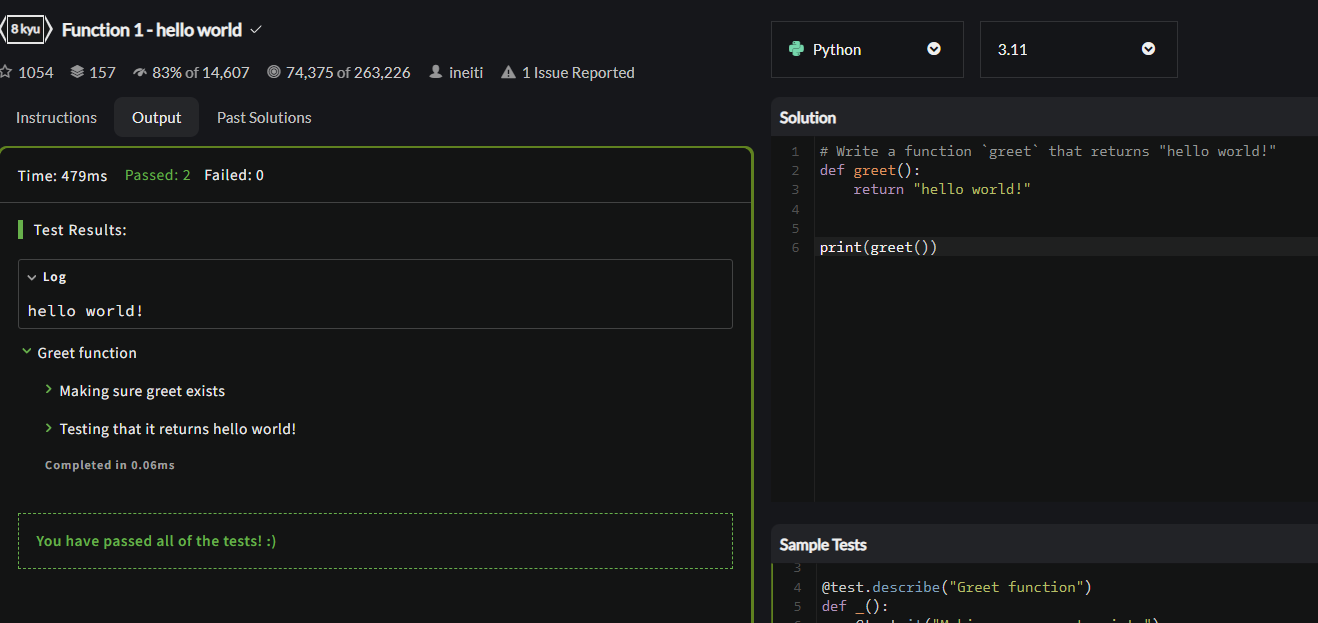 8 kyu Function 1 - hello world
1054 157 83% of 14,607 74,375 of 263,226 ineiti 1 Issue Reported
Instructions Output Past Solutions
Time: 479ms Passed: 2 Failed: 0
Test Results:
Log
hello world!
Greet function
Making sure greet exists
Testing that it returns hello world!
Completed in 0.06ms
You have passed all of the tests! :)
Python 3.11
Solution
1 # Write a function `greet` that returns "hello world!"
2 def greet():
3     return "hello world!"
4
5
6 print(greet())
Sample Tests
3
4 @test.describe("Greet function")
5 def _():